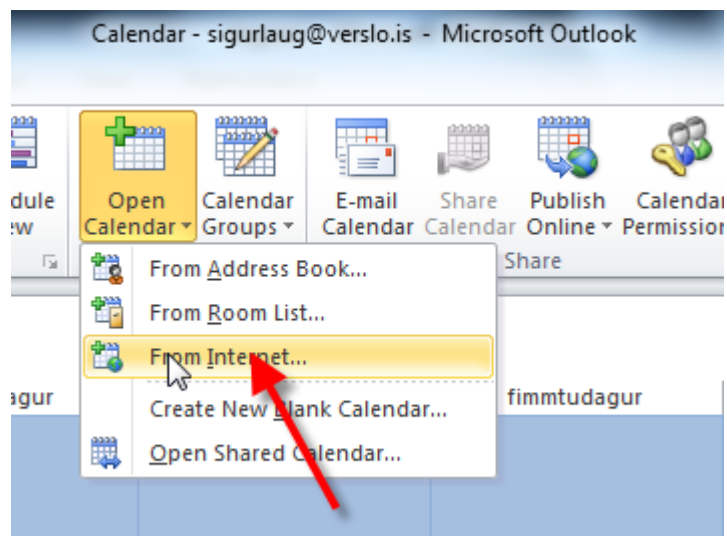 Calendar - sigurlaug@verslo.is - Microsoft Outlook
dule Open Calendar E-mail Share Publish Calendar
ew Calendar Groups Calendar Calendar Online Permission
Share
From Address Book...
From Room List...
From Internet...
agur fimmtudagur
Create New Blank Calendar...
Open Shared Calendar...